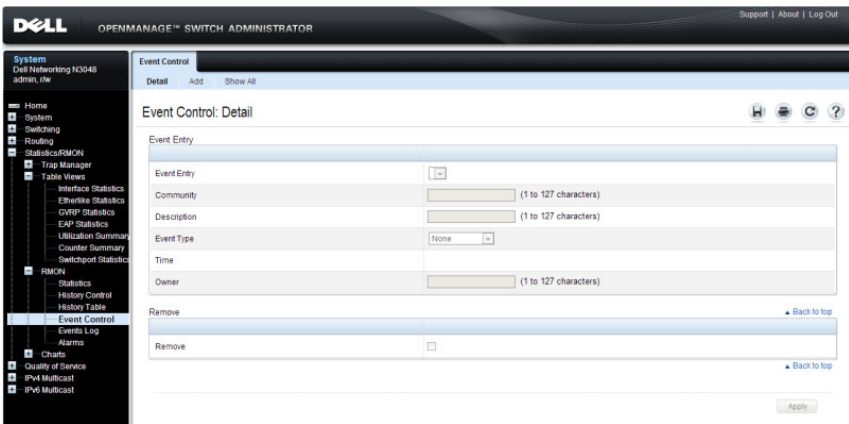 Support | About | Log Out
DELL OPENMANAGE™ SWITCH ADMINISTRATOR
System
Dell Networking N3048
admin, r/w
Home
System
Switching
Routing
Statistics/RMON
Trap Manager
Table Views
Interface Statistics
Etherlike Statistics
GVRP Statistics
EAP Statistics
Utilization Summary
Counter Summary
Switchport Statistics
RMON
Statistics
History Control
History Table
Event Control
Events Log
Alarms
Charts
Quality of Service
IPv4 Multicast
IPv6 Multicast
Event Control
Detail Add Show All
Event Control: Detail
Event Entry
Event Entry
Community (1 to 127 characters)
Description (1 to 127 characters)
Event Type None
Time
Owner (1 to 127 characters)
Remove Back to top
Remove
Back to top
Apply